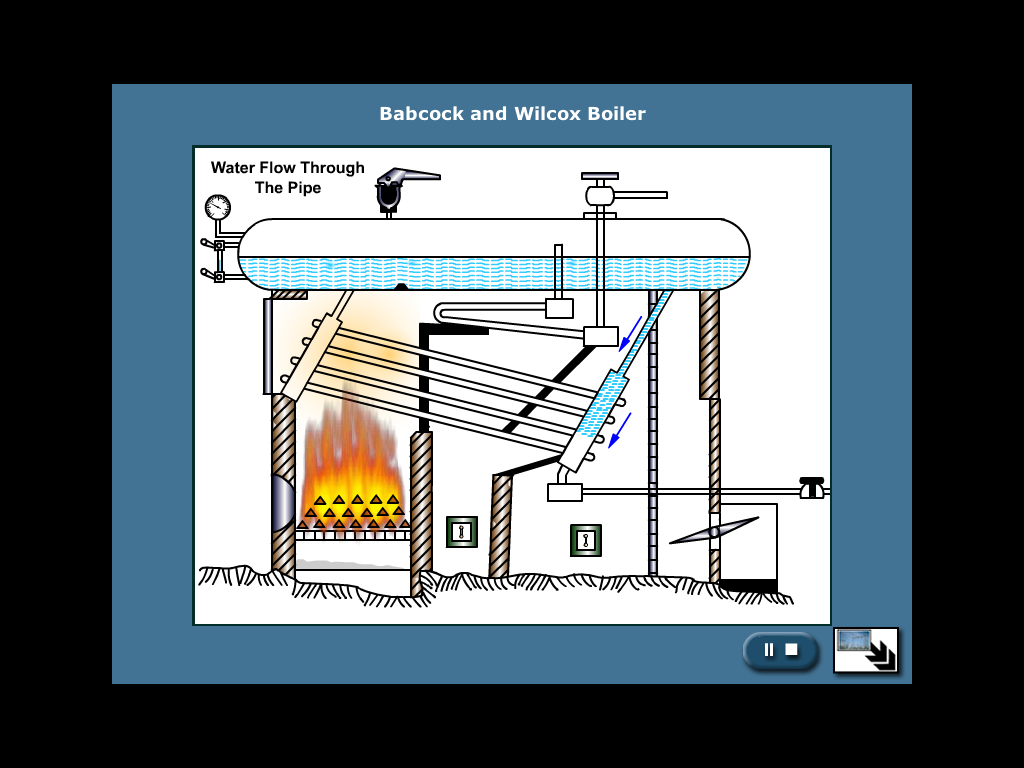 Babcock and Wilcox Boiler
Water Flow Through
The Pipe